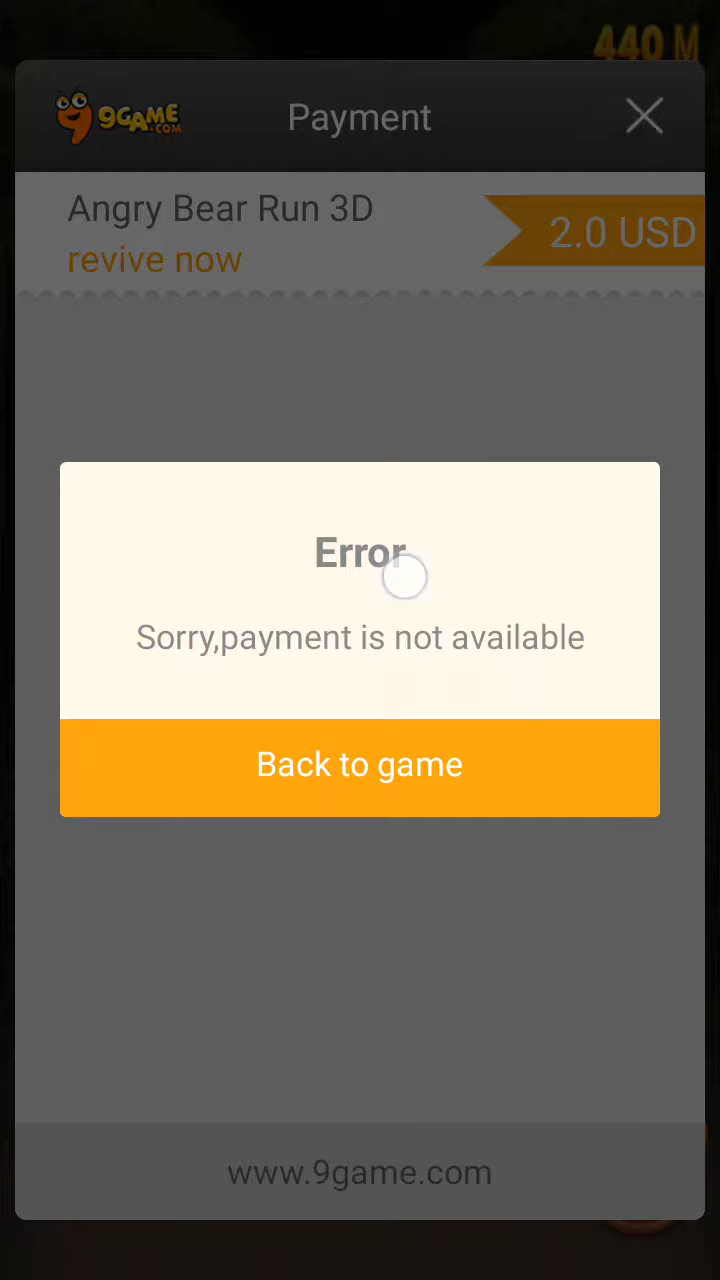 440 M
9GAME
.COM
Payment
Angry Bear Run 3D
2.0 USD
revive now
Error
Sorry,payment is not available
Back to game
www.9game.com